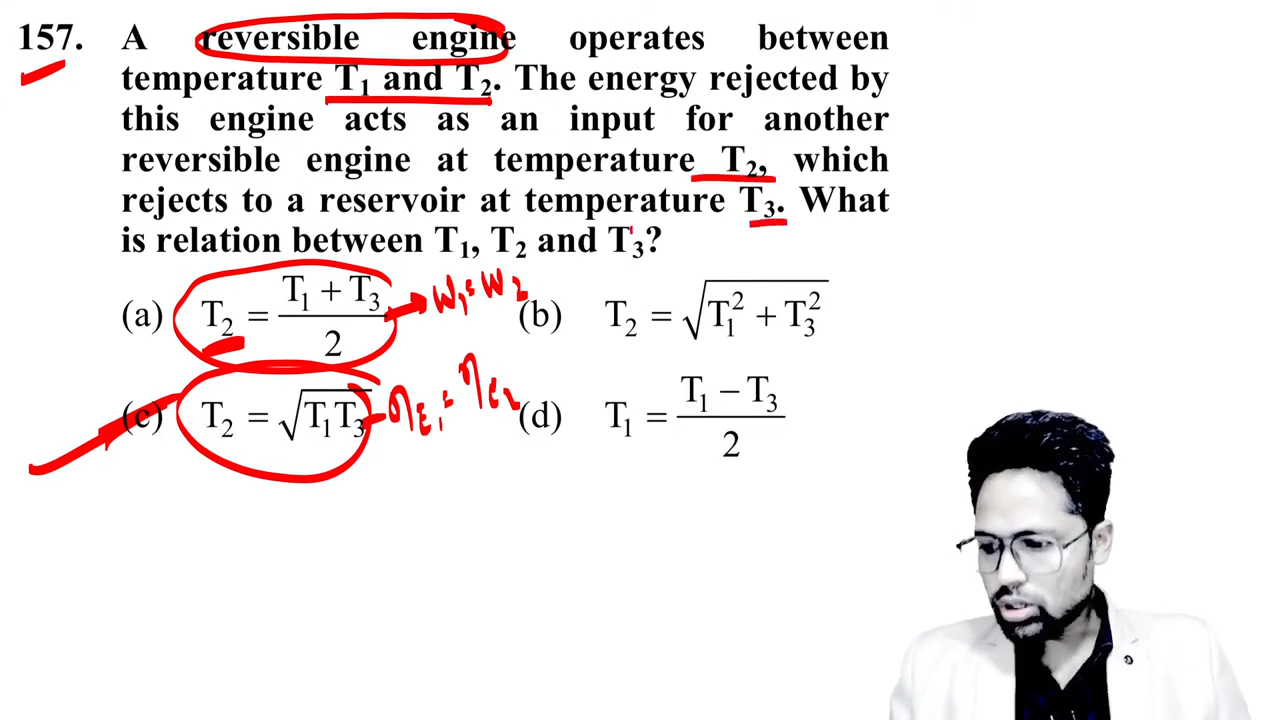 157. A reversible engine operates between
temperature T₁ and T₂. The energy rejected by
this engine acts as an input for another
reversible engine at temperature T₂, which
rejects to a reservoir at temperature T₃. What
is relation between T₁, T₂ and T₃?
(a) T₂ = (T₁ + T₃)/2 → W₁ = W₂ (b) T₂ = √(T₁² + T₃²)
(c) T₂ = √(T₁T₃) - ηE₁ = ηE₂ (d) T₁ = (T₁ − T₃)/2